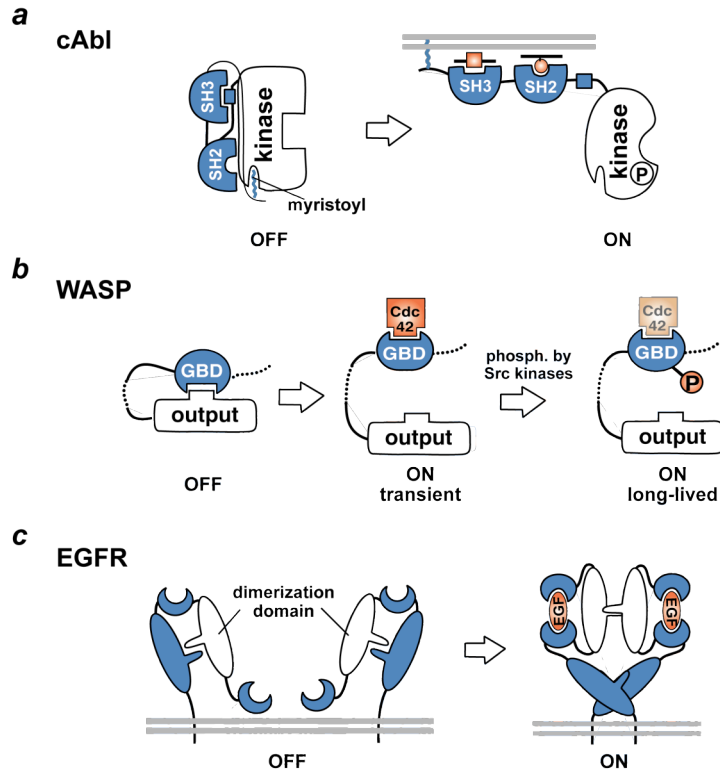 a
cAbl
SH3
SH2
kinase
myristoyl
OFF
SH3
SH2
kinase
P
ON
b
WASP
GBD
output
OFF
Cdc
42
GBD
output
ON
transient
phosph. by
Src kinases
Cdc
42
GBD
P
output
ON
long-lived
c
EGFR
dimerization
domain
OFF
EGF
EGF
ON